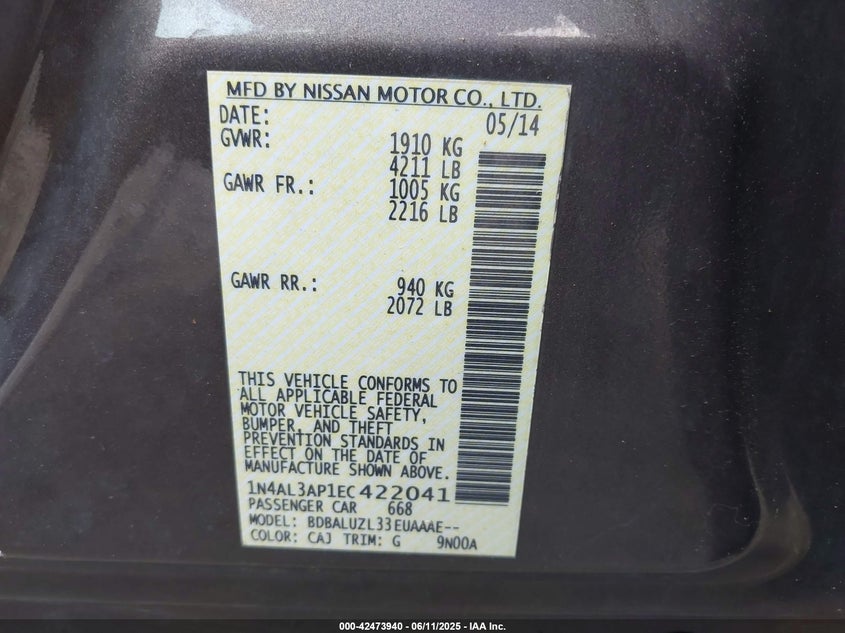 MFD BY NISSAN MOTOR CO., LTD.
DATE: 05/14
GVWR: 1910 KG
4211 LB
GAWR FR.: 1005 KG
2216 LB
GAWR RR.: 940 KG
2072 LB
THIS VEHICLE CONFORMS TO
ALL APPLICABLE FEDERAL
MOTOR VEHICLE SAFETY,
BUMPER, AND THEFT
PREVENTION STANDARDS IN
EFFECT ON THE DATE OF
MANUFACTURE SHOWN ABOVE.
1N4AL3AP1EC422041
PASSENGER CAR 668
MODEL: BDBALUZL33EUAAAE--
COLOR: CAJ TRIM: G 9N00A
000-42473940 - 06/11/2025 - IAA Inc.